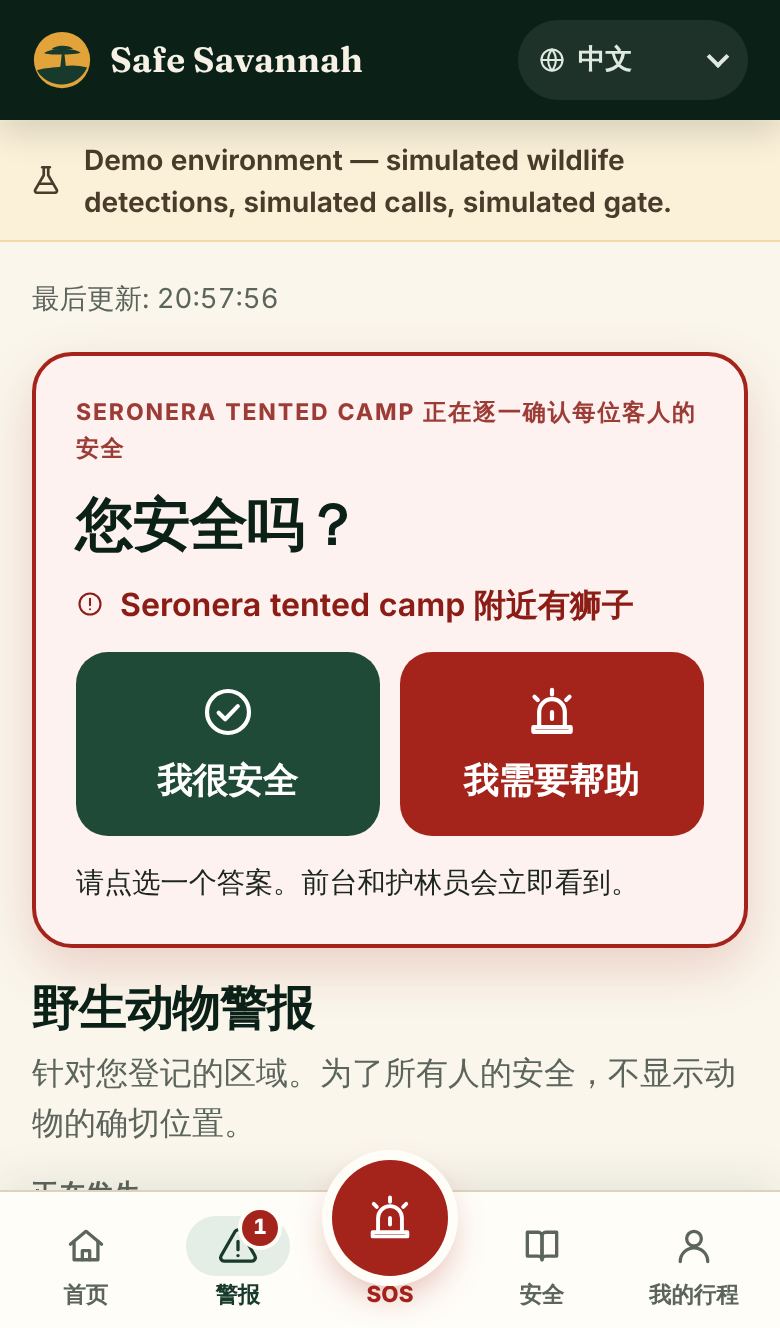 Safe Savannah
中文
Demo environment — simulated wildlife
detections, simulated calls, simulated gate.
最后更新: 20:57:56
SERONERA TENTED CAMP 正在逐一确认每位客人的
安全
您安全吗？
Seronera tented camp 附近有狮子
我很安全
我需要帮助
请点选一个答案。前台和护林员会立即看到。
野生动物警报
针对您登记的区域。为了所有人的安全，不显示动
物的确切位置。
正在发生
1
首页
警报
SOS
安全
我的行程